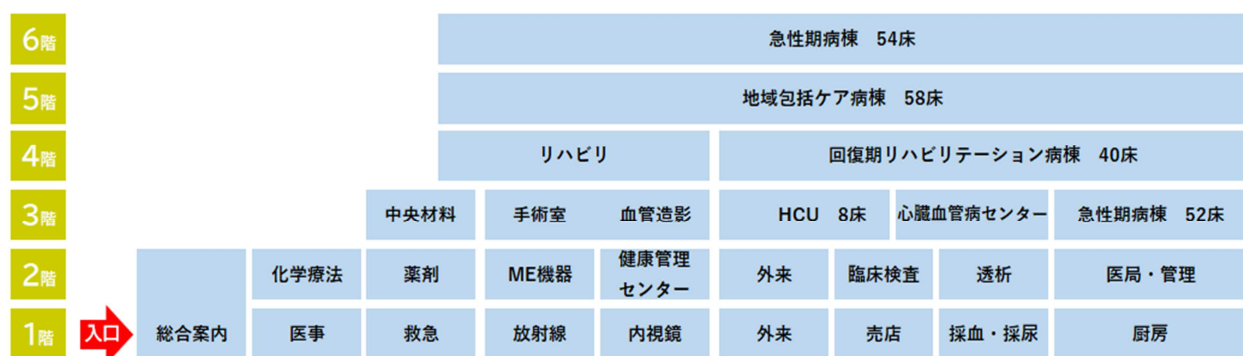 6階
急性期病棟　54床
5階
地域包括ケア病棟　58床
4階
リハビリ
回復期リハビリテーション病棟　40床
3階
中央材料
手術室　血管造影
HCU　8床
心臓血管病センター
急性期病棟　52床
2階
化学療法
薬剤
ME機器
健康管理
センター
外来
臨床検査
透析
医局・管理
1階
入口
総合案内
医事
救急
放射線
内視鏡
外来
売店
採血・採尿
厨房